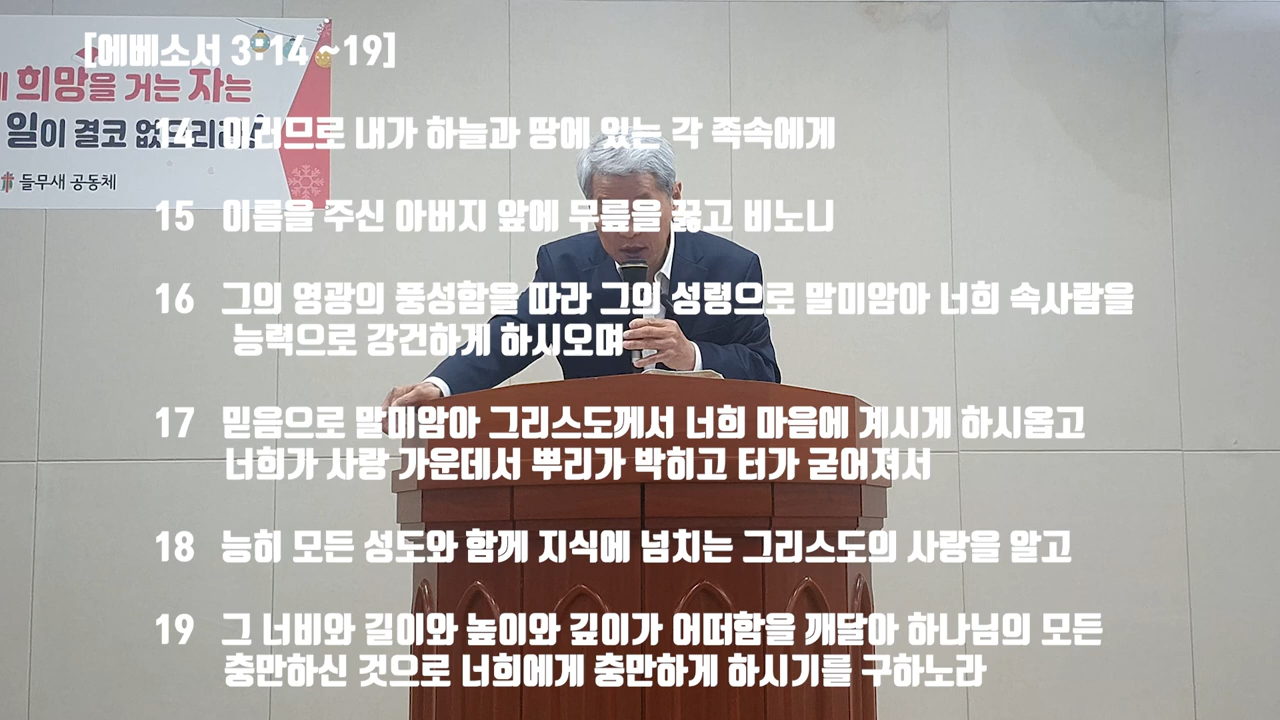 [에베소서 3:14 ~19]
희망을 거는 자는
일이 결코 없드리라!
들무새 공동체
14 이러므로 내가 하늘과 땅에 있는 각 족속에게
15 이름을 주신 아버지 앞에 무릎을 꿇고 비노니
16 그의 영광의 풍성함을 따라 그의 성령으로 말미암아 너희 속사람을
능력으로 강건하게 하시오며
17 믿음으로 말미암아 그리스도께서 너희 마음에 계시게 하시옵고
너희가 사랑 가운데서 뿌리가 박히고 터가 굳어져서
18 능히 모든 성도와 함께 지식에 넘치는 그리스도의 사랑을 알고
19 그 너비와 길이와 높이와 깊이가 어떠함을 깨달아 하나님의 모든
충만하신 것으로 너희에게 충만하게 하시기를 구하노라